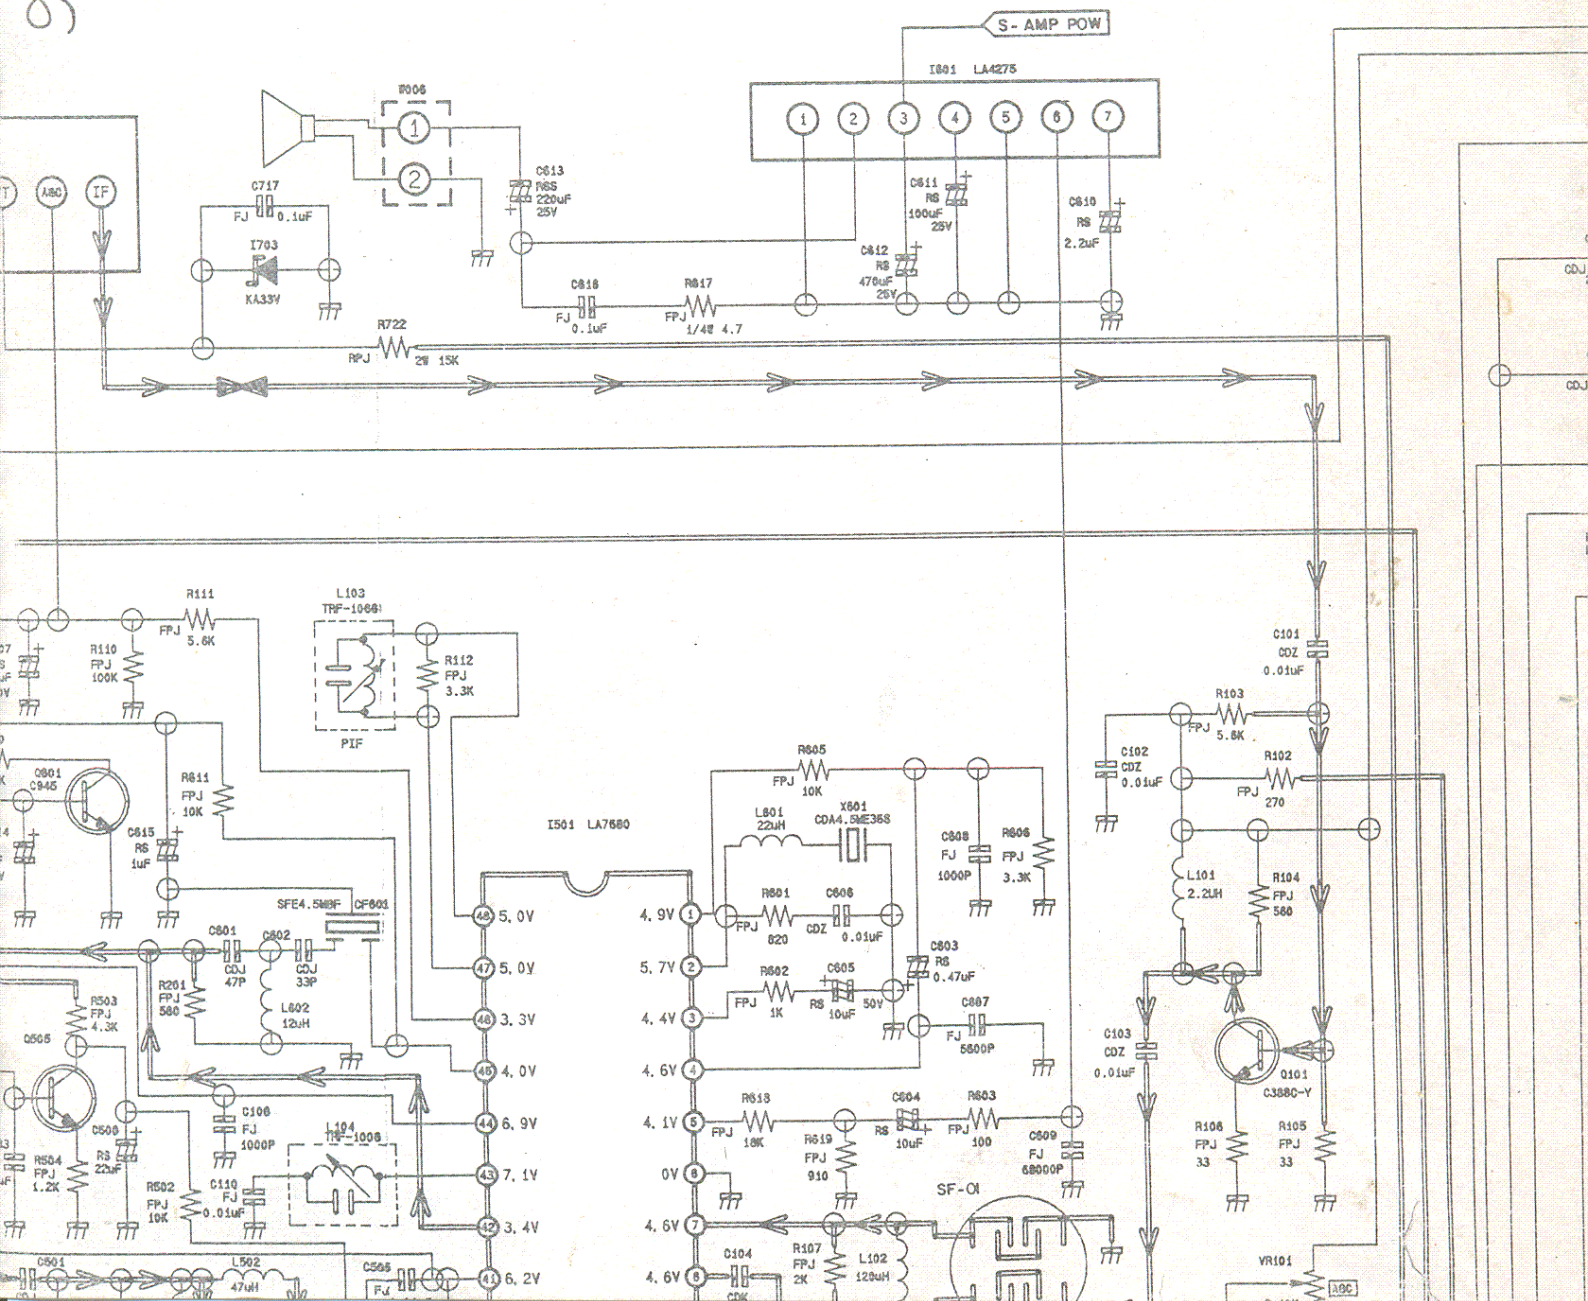 S- AMP POW
I601 LA4275
1 2 3 4 5 6 7
W006
1
2
C613
RSS
220uF
25V
C611
RS
100uF
25V
C610
RS
2.2uF
C612
RS
470uF
25V
AGC
IF
C717
FJ 0.1uF
I703
KA33V
C616
FJ 0.1uF
R617
FPJ 1/4W 4.7
R722
RPJ 2W 15K
CDJ
CDJ
R111
FPJ 5.6K
R110
FPJ
100K
L103
TRF-1066
PIF
R112
FPJ
3.3K
C101
CDZ
0.01uF
R103
FPJ 5.6K
C102
CDZ
0.01uF
R102
FPJ 270
Q601
C945
R611
FPJ
10K
C615
RS
1uF
I501 LA7680
R605
FPJ 10K
L601
22uH
X601
CDA4.5ME36S
C608
FJ
1000P
R606
FPJ
3.3K
L101
2.2UH
R104
FPJ
560
SFE4.5MBF CF601
48 5.0V
4.9V 1
R601
FPJ 820
C606
CDZ 0.01uF
C601
CDJ
47P
C602
CDJ
33P
R201
FPJ
560
L602
12uH
47 5.0V
5.7V 2
R602
FPJ 1K
C605
RS 10uF 50V
C603
RS
0.47uF
C607
FJ 5600P
46 3.3V
4.4V 3
R503
FPJ
4.3K
Q505
45 4.0V
4.6V 4
C103
CDZ
0.01uF
Q101
C388C-Y
C106
FJ
1000P
44 6.9V
4.1V 5
R618
FPJ 18K
R619
FPJ
910
C604
RS 10uF
R603
FPJ 100
C609
FJ
68000P
R106
FPJ
33
R105
FPJ
33
C506
RS
22uF
R504
FPJ
1.2K
R502
FPJ
10K
C110
FJ
0.01uF
L104
TRF-1006
43 7.1V
0V 6
SF-01
42 3.4V
4.6V 7
R107
FPJ
2K
L102
120uH
C501
L502
47uH
C505
FJ
41 6.2V
4.6V 8
C104
CDK
VR101
AGC